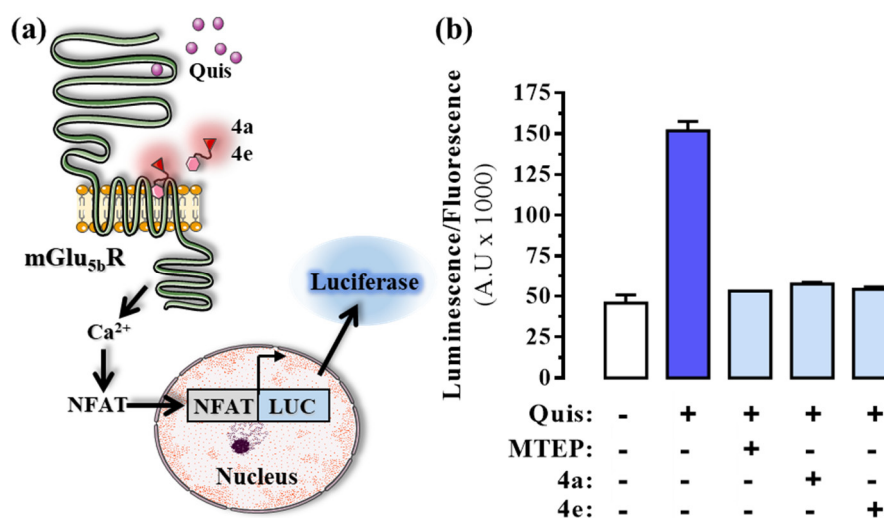 (a)
Quis
4a
4e
mGlu5bR
Ca2+
NFAT
NFAT LUC
Nucleus
Luciferase
(b)
Luminescence/Fluorescence
(A.U x 1000)
175
150
125
100
75
50
25
0
Quis: - + + + +
MTEP: - - + - -
4a: - - - + -
4e: - - - - +